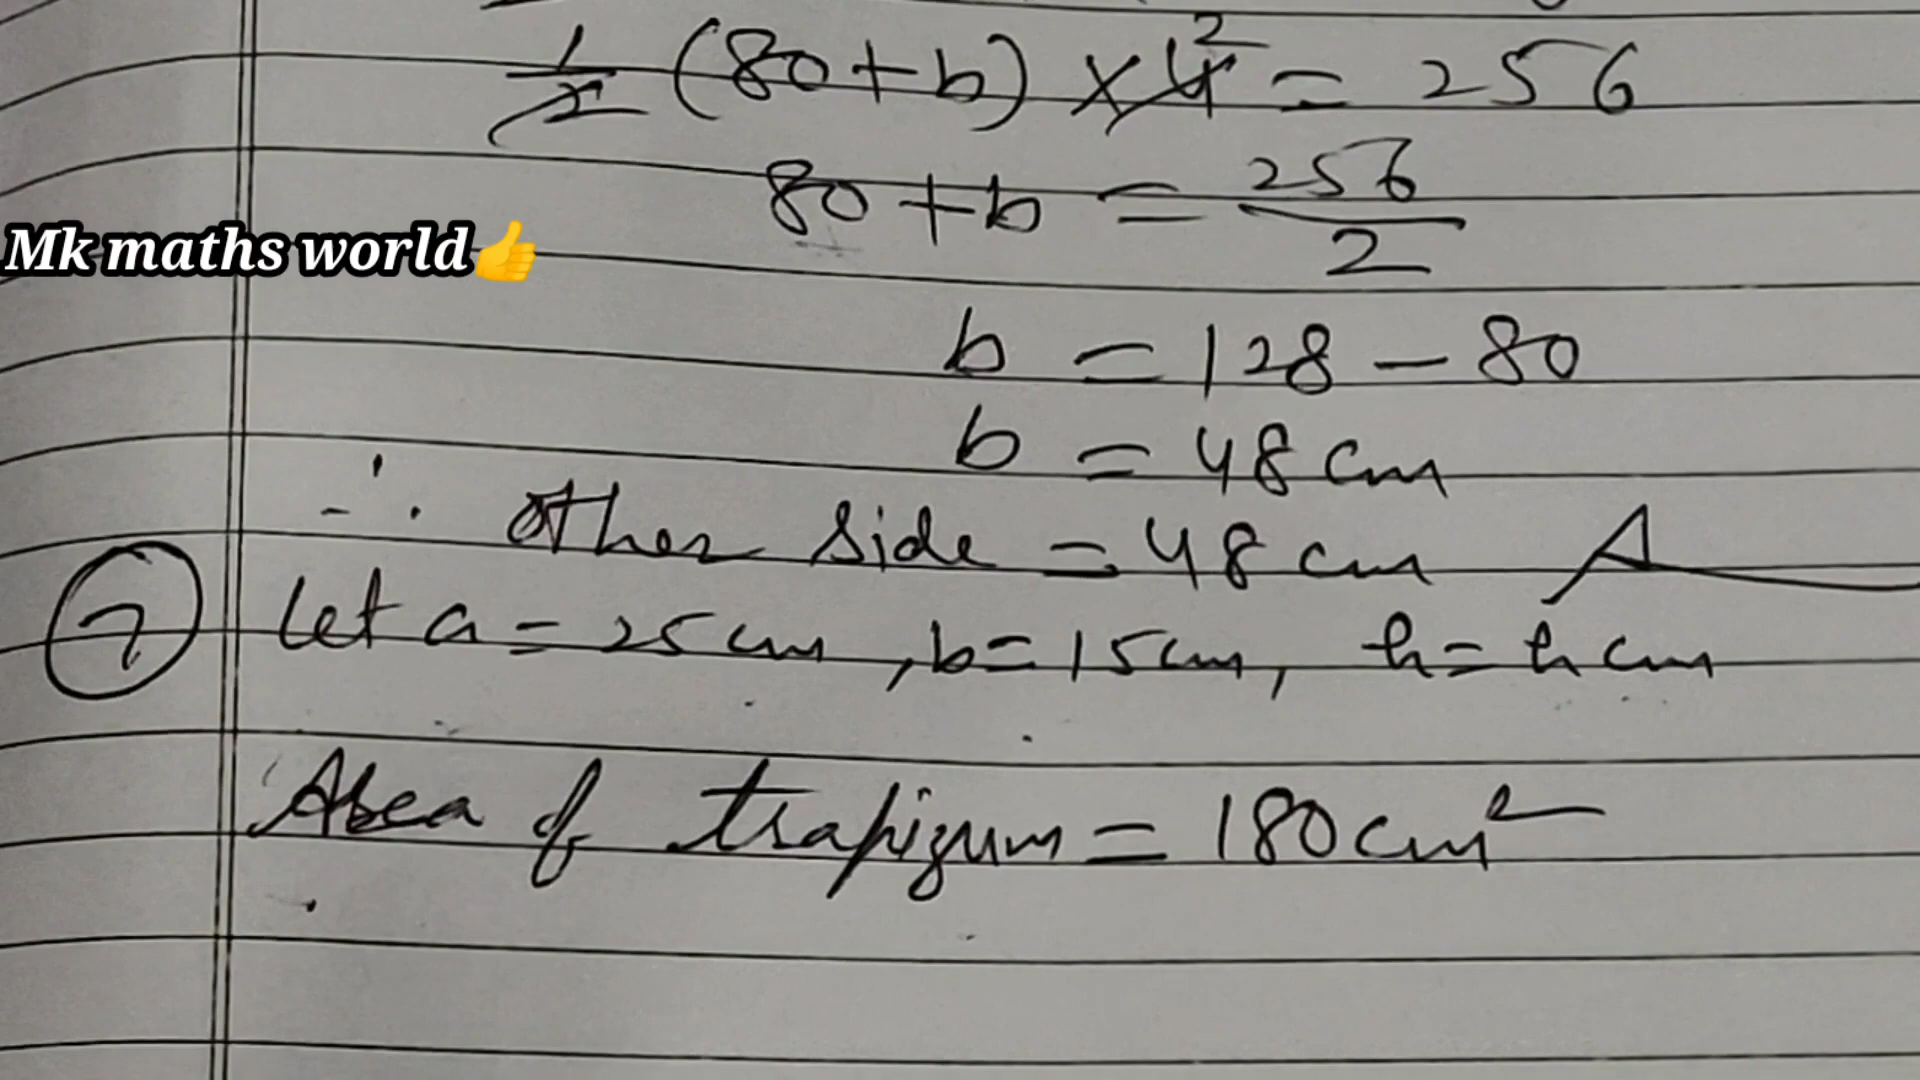 1/2 (80+b) × 4 2 = 256
80 + b = 256/2
Mk maths world👍
b = 128 - 80
b = 48 cm
∴ other side = 48 cm A
7 let a = 25 cm, b = 15 cm, h = h cm
Area of trapizum = 180 cm²